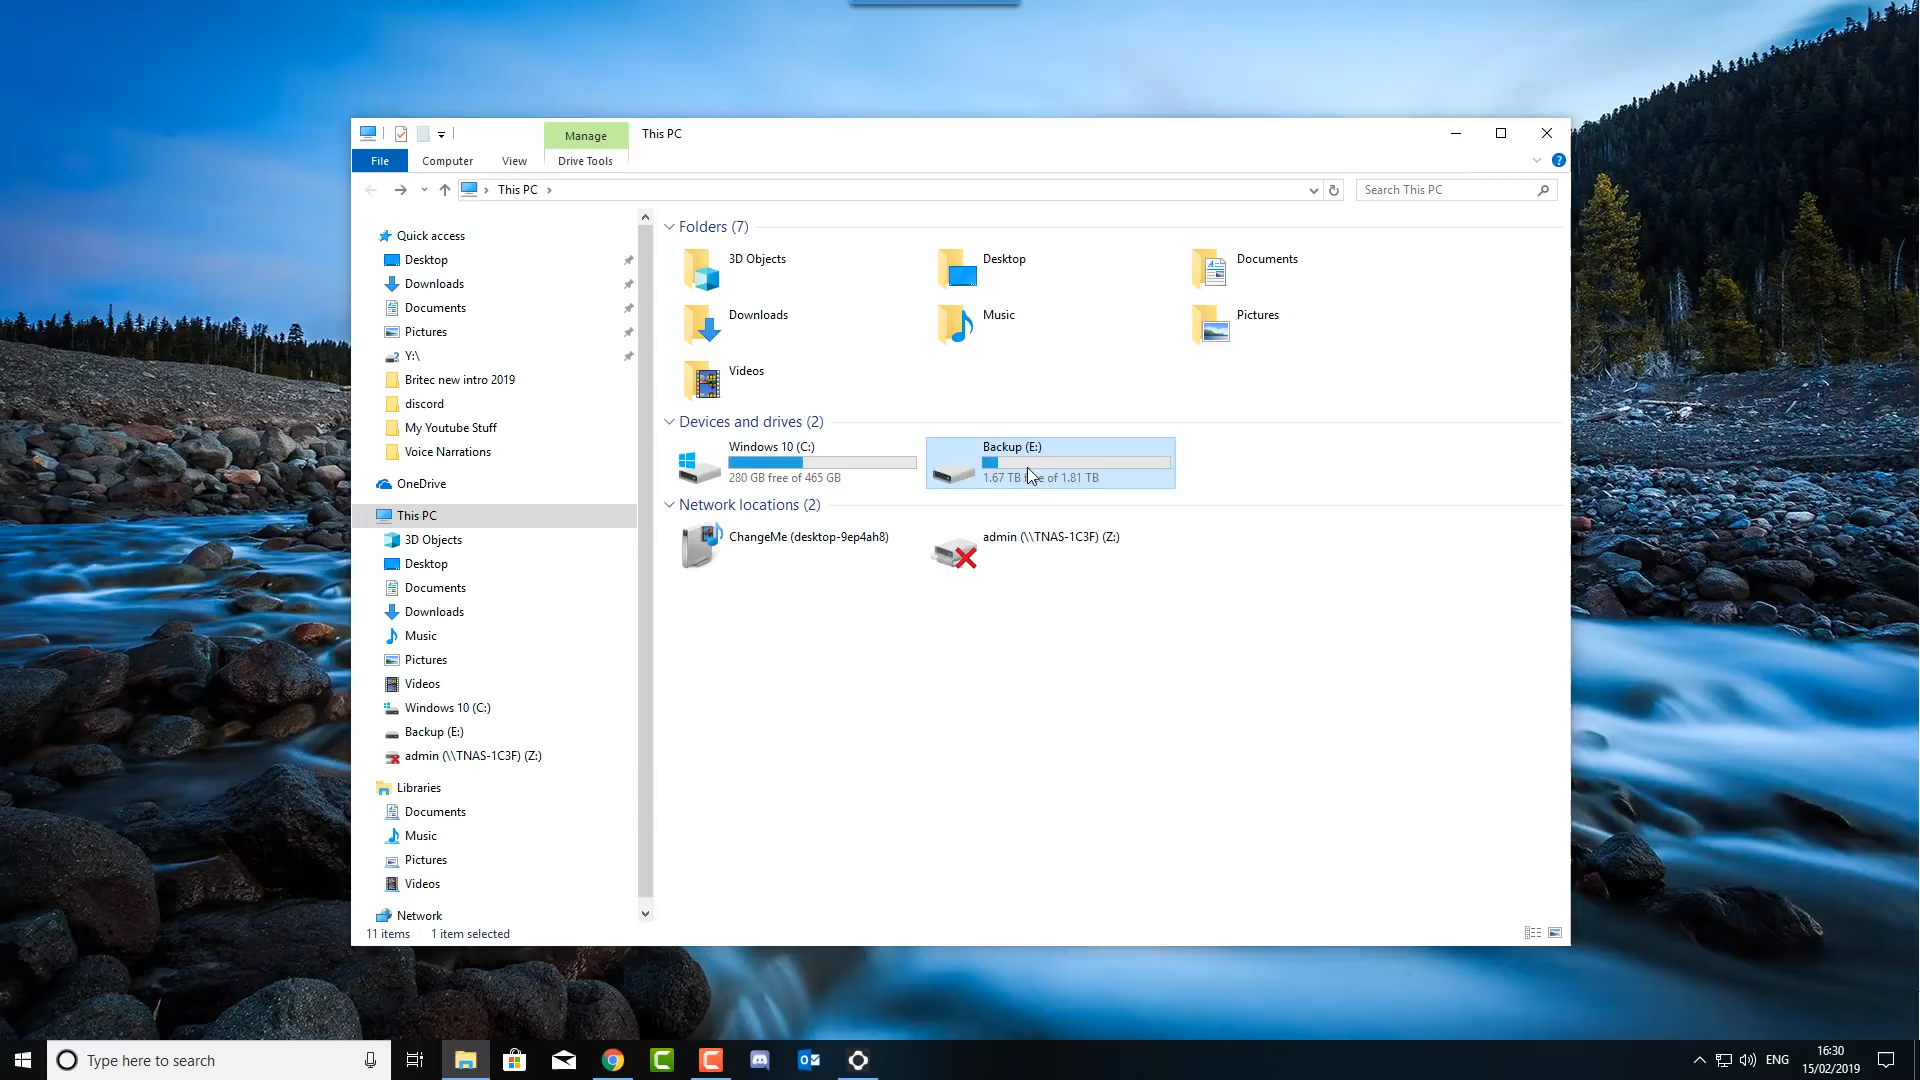 Manage
This PC
File
Computer
View
Drive Tools
This PC
Search This PC
Quick access
Desktop
Downloads
Documents
Pictures
Y:\
Britec new intro 2019
discord
My Youtube Stuff
Voice Narrations
OneDrive
This PC
3D Objects
Desktop
Documents
Downloads
Music
Pictures
Videos
Windows 10 (C:)
Backup (E:)
admin (\\TNAS-1C3F) (Z:)
Libraries
Documents
Music
Pictures
Videos
Network
Folders (7)
3D Objects
Desktop
Documents
Downloads
Music
Pictures
Videos
Devices and drives (2)
Windows 10 (C:)
280 GB free of 465 GB
Backup (E:)
1.67 TB of 1.81 TB
Network locations (2)
ChangeMe (desktop-9ep4ah8)
admin (\\TNAS-1C3F) (Z:)
11 items
1 item selected
Type here to search
ENG
16:30
15/02/2019